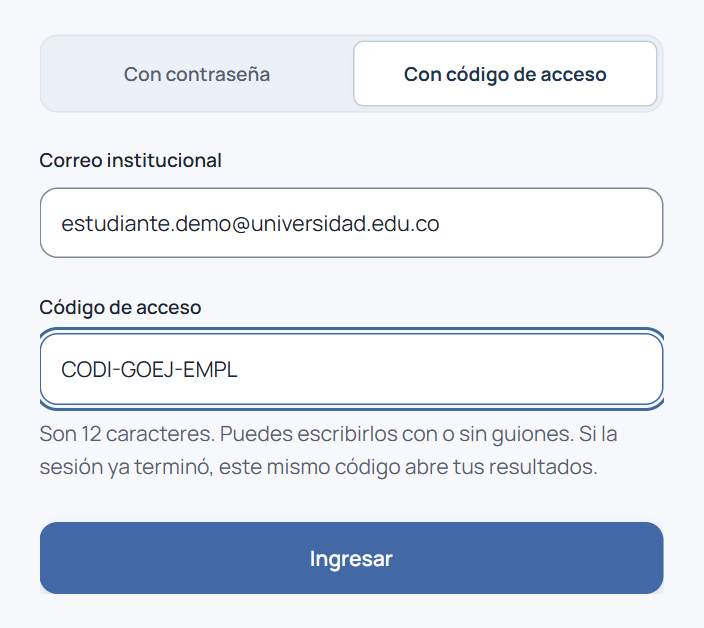 Con contraseña
Con código de acceso
Correo institucional
estudiante.demo@universidad.edu.co
Código de acceso
CODI-GOEJ-EMPL
Son 12 caracteres. Puedes escribirlos con o sin guiones. Si la
sesión ya terminó, este mismo código abre tus resultados.
Ingresar